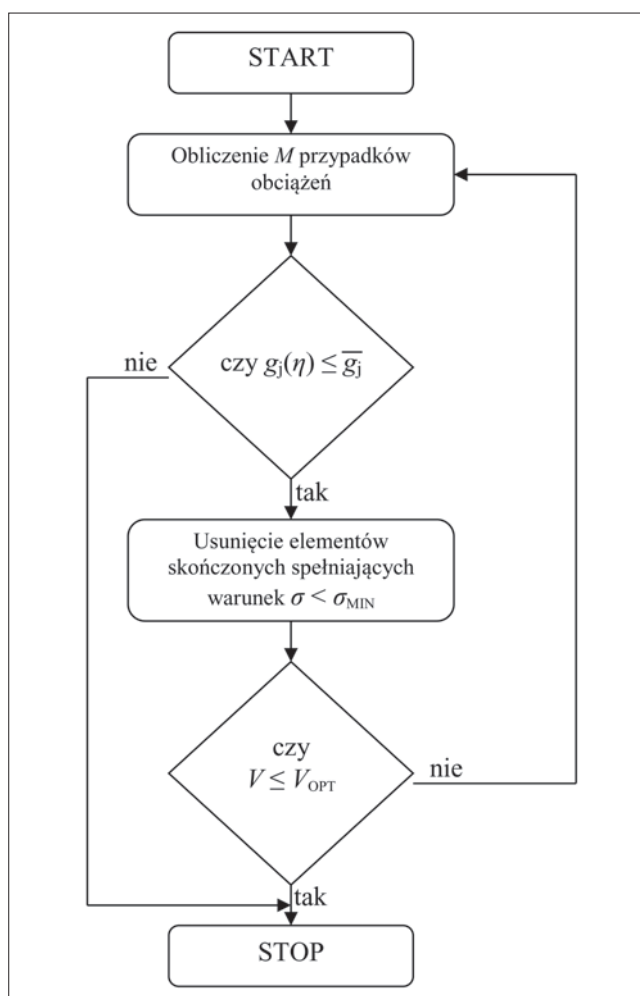 START
Obliczenie M przypadków
obciążeń
czy gj(η) ≤ g̅j
nie
tak
Usunięcie elementów
skończonych spełniających
warunek σ < σMIN
czy
V ≤ VOPT
nie
tak
STOP